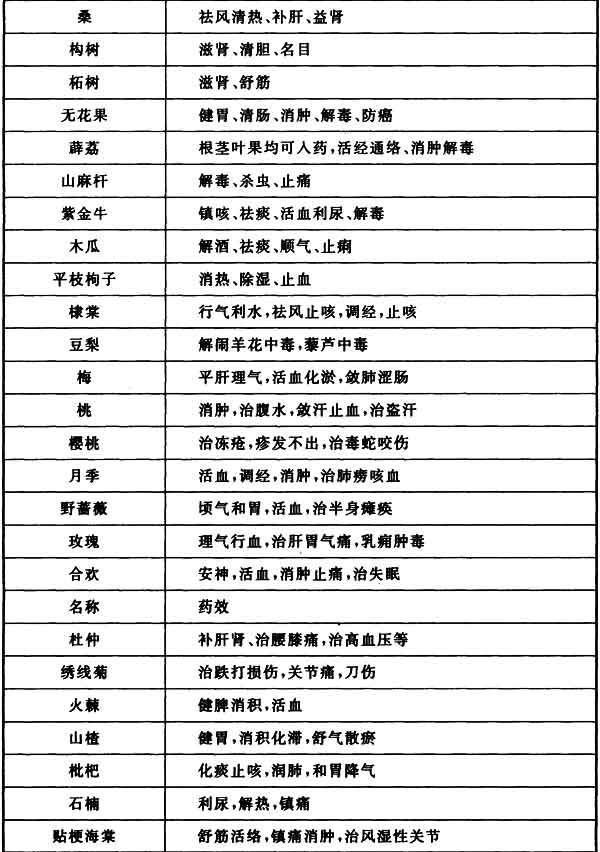 桑 祛风清热、补肝、益肾
构树 滋肾、清胆、名目
柘树 滋肾、舒筋
无花果 健胃、清肠、消肿、解毒、防癌
薜荔 根茎叶果均可入药,活经通络、消肿解毒
山麻杆 解毒、杀虫、止痛
紫金牛 镇咳、祛痰、活血利尿、解毒
木瓜 解酒、祛痰、顺气、止痢
平枝栒子 消热、除湿、止血
棣棠 行气利水,祛风止咳,调经,止咳
豆梨 解闹羊花中毒,藜芦中毒
梅 平肝理气,活血化淤,敛肺涩肠
桃 消肿,治腹水,敛汗止血,治盗汗
樱桃 治冻疮,疹发不出,治毒蛇咬伤
月季 活血,调经,消肿,治肺痨咳血
野蔷薇 顷气和胃,活血,治半身瘫痪
玫瑰 理气行血,治肝胃气痛,乳痈肿毒
合欢 安神,活血,消肿止痛,治失眠
名称 药效
杜仲 补肝肾、治腰膝痛,治高血压等
绣线菊 治跌打损伤,关节痛,刀伤
火棘 健脾消积,活血
山楂 健胃,消积化滞,舒气散瘀
枇杷 化痰止咳,润肺,和胃降气
石楠 利尿,解热,镇痛
贴梗海棠 舒筋活络,镇痛消肿,治风湿性关节